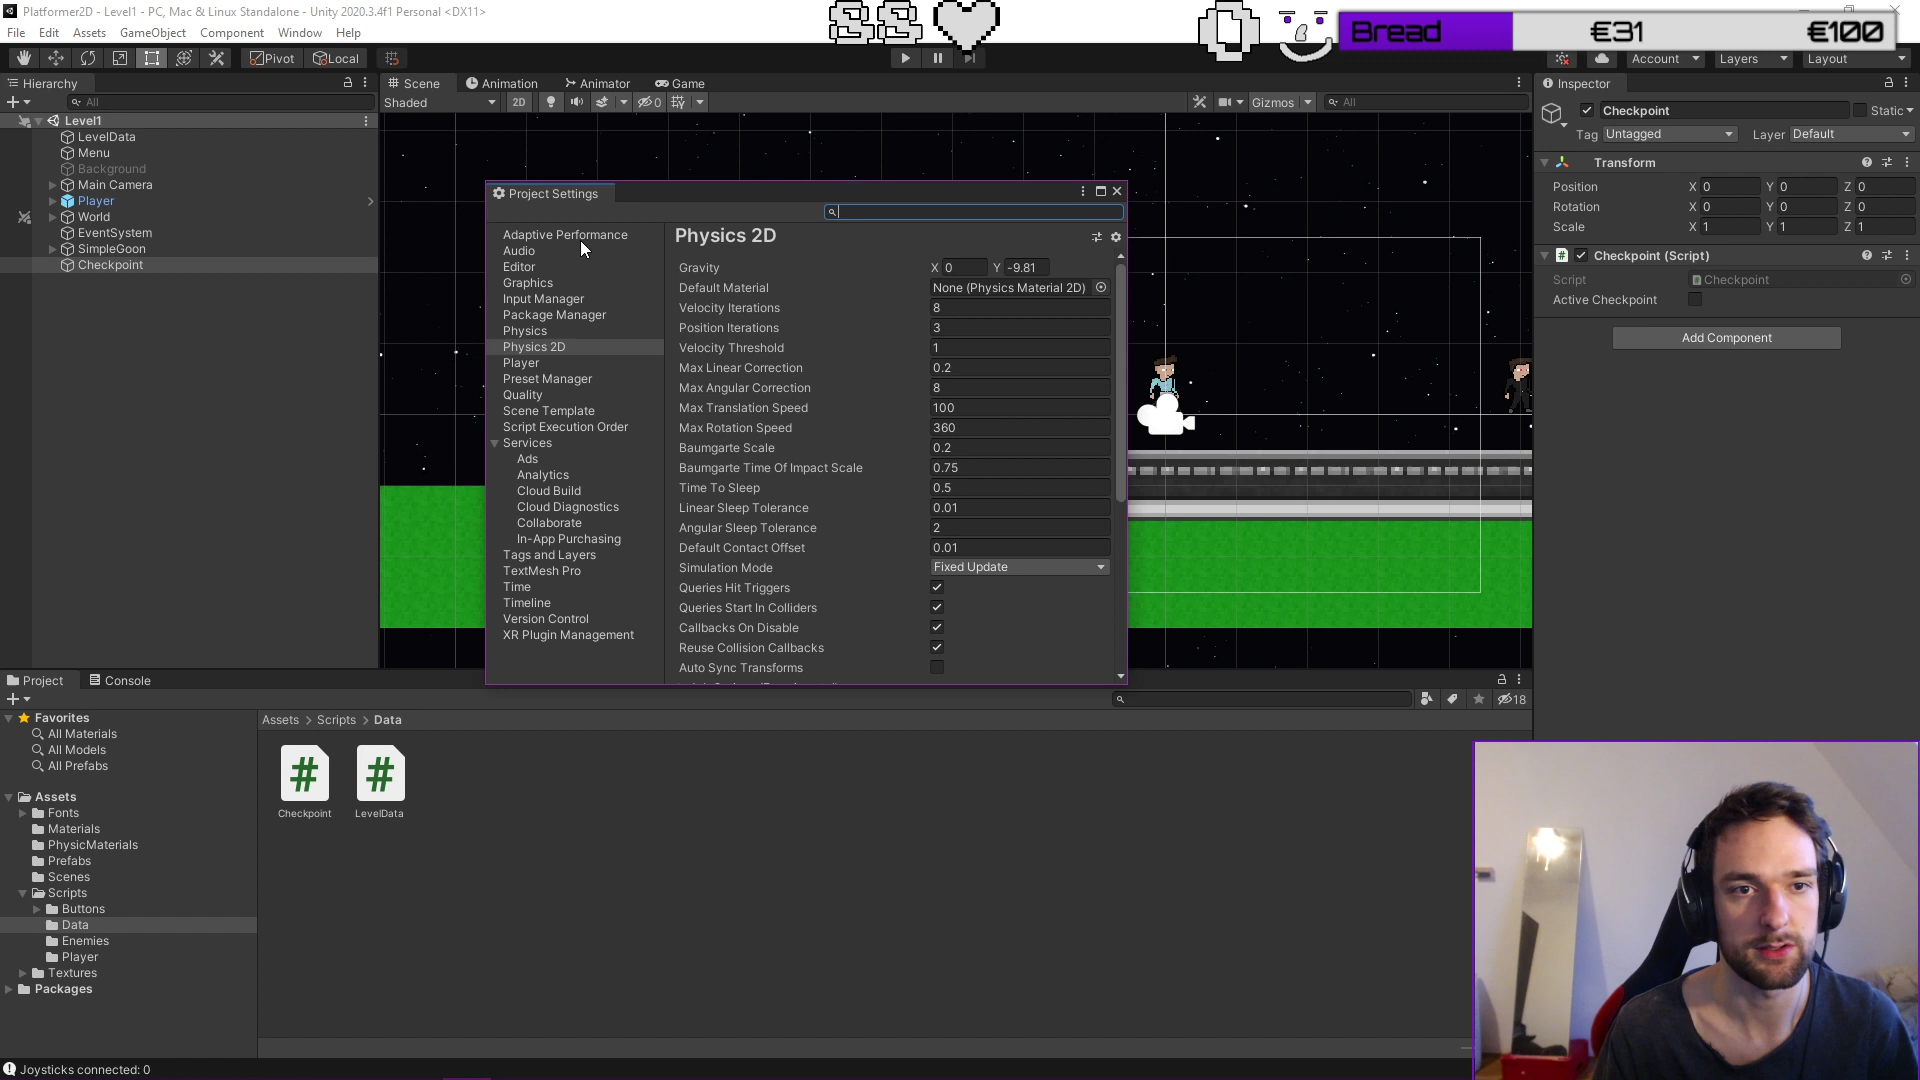 Platformer2D - Level1 - PC, Mac & Linux Standalone - Unity 2020.3.4f1 Personal <DX11>
Bread €31 €100
File Edit Assets GameObject Component Window Help
Pivot Local
Account Layers Layout
Hierarchy
All
Level1
LevelData
Menu
Background
Main Camera
Player
World
EventSystem
SimpleGoon
Checkpoint
Scene Animation Animator Game
Shaded 2D 0 Gizmos All
Project Settings
Adaptive Performance
Audio
Editor
Graphics
Input Manager
Package Manager
Physics
Physics 2D
Player
Preset Manager
Quality
Scene Template
Script Execution Order
Services
Ads
Analytics
Cloud Build
Cloud Diagnostics
Collaborate
In-App Purchasing
Tags and Layers
TextMesh Pro
Time
Timeline
Version Control
XR Plugin Management
Physics 2D
Gravity X 0 Y -9.81
Default Material None (Physics Material 2D)
Velocity Iterations 8
Position Iterations 3
Velocity Threshold 1
Max Linear Correction 0.2
Max Angular Correction 8
Max Translation Speed 100
Max Rotation Speed 360
Baumgarte Scale 0.2
Baumgarte Time Of Impact Scale 0.75
Time To Sleep 0.5
Linear Sleep Tolerance 0.01
Angular Sleep Tolerance 2
Default Contact Offset 0.01
Simulation Mode Fixed Update
Queries Hit Triggers
Queries Start In Colliders
Callbacks On Disable
Reuse Collision Callbacks
Auto Sync Transforms
Inspector
Checkpoint Static
Tag Untagged Layer Default
Transform
Position X 0 Y 0 Z 0
Rotation X 0 Y 0 Z 0
Scale X 1 Y 1 Z 1
Checkpoint (Script)
Script Checkpoint
Active Checkpoint
Add Component
Project Console
18
Favorites
All Materials
All Models
All Prefabs
Assets
Fonts
Materials
PhysicMaterials
Prefabs
Scenes
Scripts
Buttons
Data
Enemies
Player
Textures
Packages
Assets > Scripts > Data
Checkpoint LevelData
Joysticks connected: 0